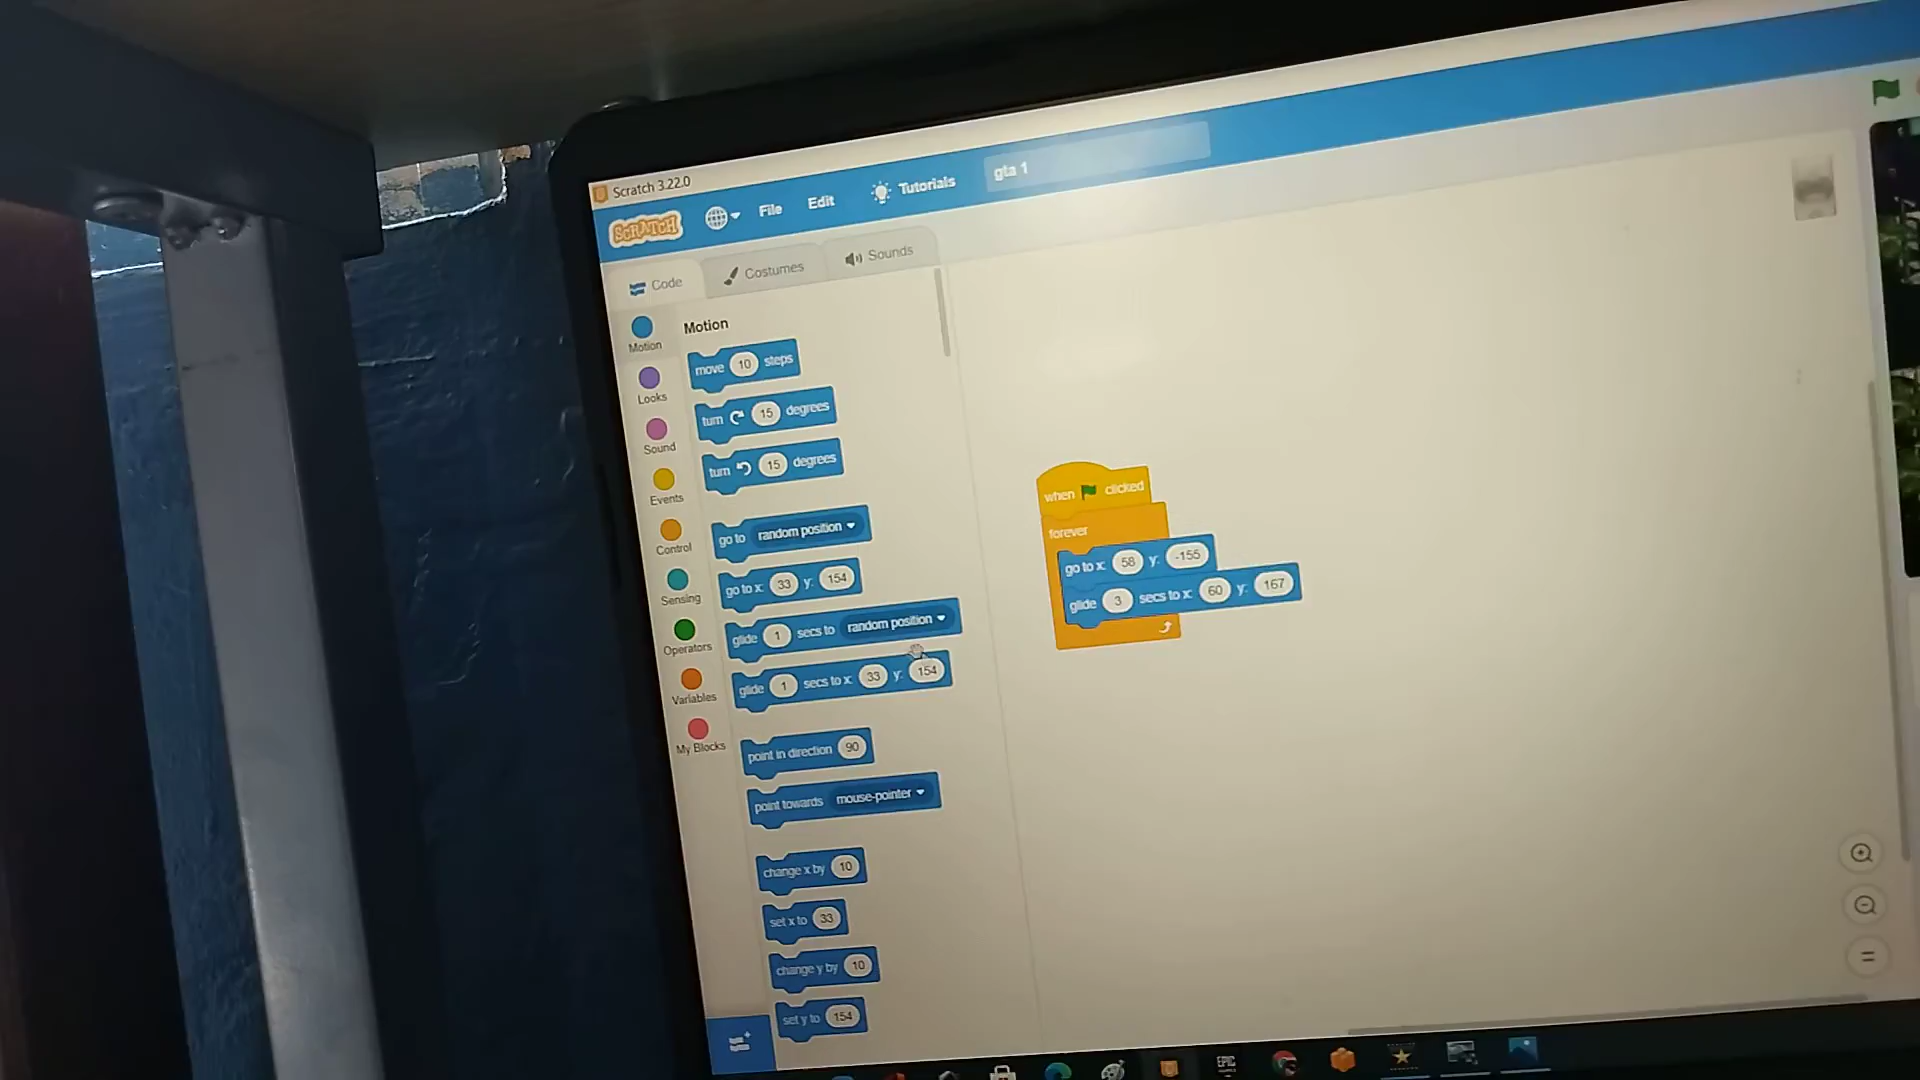 Scratch 3.22.0
SCRATCH File Edit Tutorials gta 1
Code Costumes Sounds
Motion
Looks
Sound
Events
Control
Sensing
Operators
Variables
My Blocks
Motion
move 10 steps
turn 15 degrees
turn 15 degrees
go to random position
go to x: 33 y: 154
glide 1 secs to random position
glide 1 secs to x: 33 y: 154
point in direction 90
point towards mouse-pointer
change x by 10
set x to 33
change y by 10
set y to 154
when clicked
forever
go to x: 58 y: -155
glide 3 secs to x: 60 y: 167
EPIC